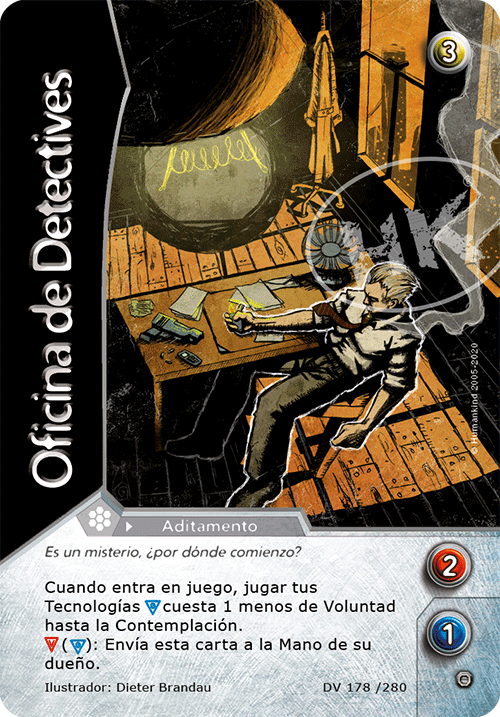 3
Oficina de Detectives
HK
Humankind 2005-2020
Aditamento
Es un misterio, ¿por dónde comienzo?
2
Cuando entra en juego, jugar tus
Tecnologías cuesta 1 menos de Voluntad
hasta la Contemplación.
( ): Envía esta carta a la Mano de su
dueño.
1
Ilustrador: Dieter Brandau
DV 178 /280